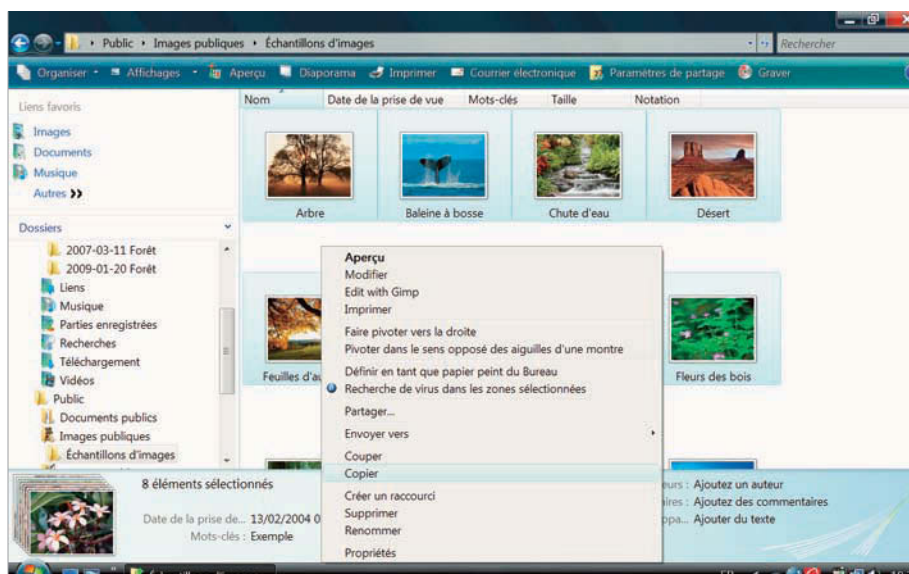 Public Images publiques Échantillons d'images Rechercher
Organiser Affichages Aperçu Diaporama Imprimer Courrier électronique Paramètres de partage Graver
Liens favoris
Images
Documents
Musique
Autres
Dossiers
2007-03-11 Forêt
2009-01-20 Forêt
Liens
Musique
Parties enregistrées
Recherches
Téléchargement
Vidéos
Public
Documents publics
Images publiques
Échantillons d'images
Nom Date de la prise de vue Mots-clés Taille Notation
Arbre Baleine à bosse Chute d'eau Désert
Feuilles d'au Fleurs des bois
Aperçu
Modifier
Edit with Gimp
Imprimer
Faire pivoter vers la droite
Pivoter dans le sens opposé des aiguilles d'une montre
Définir en tant que papier peint du Bureau
Recherche de virus dans les zones sélectionnées
Partager...
Envoyer vers
Couper
Copier
Créer un raccourci
Supprimer
Renommer
Propriétés
8 éléments sélectionnés
Date de la prise de... 13/02/2004 0
Mots-clés : Exemple
eurs : Ajoutez un auteur
ires : Ajoutez des commentaires
ppa... Ajouter du texte
FR